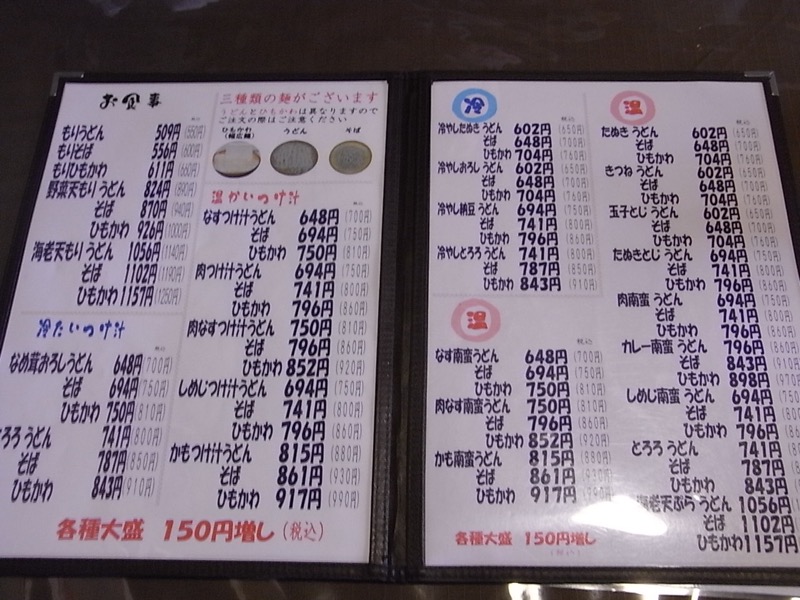 お食事
もりうどん 509円(550円)
もりそば 556円(600円)
もりひもかわ 611円(660円)
野菜天もりうどん 824円(890円)
そば 870円(940円)
ひもかわ 926円(1000円)
海老天もりうどん 1056円(1140円)
そば 1102円(1190円)
ひもかわ 1157円(1250円)
冷たいつけ汁
税込
なめ茸おろしうどん 648円(700円)
そば 694円(750円)
ひもかわ 750円(810円)
ろろうどん 741円(800円)
そば 787円(850円)
ひもかわ 843円(910円)
三種類の麺がございます
うどんとひもかわは異なりますので
ご注文の際はご注意ください
ひもかわ(幅広麺) うどん そば
温かいつけ汁
税込
なすつけ汁うどん 648円(700円)
そば 694円(750円)
ひもかわ 750円(810円)
肉つけ汁うどん 694円(750円)
そば 741円(800円)
ひもかわ 796円(860円)
肉なすつけ汁うどん 750円(810円)
そば 796円(860円)
ひもかわ 852円(920円)
しめじつけ汁うどん 694円(750円)
そば 741円(800円)
ひもかわ 796円(860円)
かもつけ汁うどん 815円(880円)
そば 861円(930円)
ひもかわ 917円(990円)
各種大盛 150円増し(税込)
冷
税込
冷やしたぬきうどん 602円(650円)
そば 648円(700円)
ひもかわ 704円(760円)
冷やしおろしうどん 602円(650円)
そば 648円(700円)
ひもかわ 704円(760円)
冷やし納豆うどん 694円(750円)
そば 741円(800円)
ひもかわ 796円(860円)
冷やしとろろうどん 741円(800円)
そば 787円(850円)
ひもかわ 843円(910円)
温
税込
なす南蛮うどん 648円(700円)
そば 694円(750円)
ひもかわ 750円(810円)
肉なす南蛮うどん 750円(810円)
そば 796円(860円)
ひもかわ 852円(920円)
かも南蛮うどん 815円(880円)
そば 861円(930円)
ひもかわ 917円
各種大盛 150円増し
(税込)
温
税込
たぬきうどん 602円(650円)
そば 648円(700円)
ひもかわ 704円(760円)
きつねうどん 602円(650円)
そば 648円(700円)
ひもかわ 704円(760円)
玉子とじうどん 602円(650円)
そば 648円(700円)
ひもかわ 704円(760円)
たぬきとじうどん 694円(750円)
そば 741円(800円)
ひもかわ 796円(860円)
肉南蛮うどん 694円(750円)
そば 741円(800円)
ひもかわ 796円(860円)
カレー南蛮うどん 796円(860円)
そば 843円(910円)
ひもかわ 898円(970円)
しめじ南蛮うどん 694円(750
そば 741円(800
ひもかわ 796円(860
とろろうどん 741円(80
そば 787円(8
ひもかわ 843円(9
海老天ぷらうどん 1056円
そば 1102円
ひもかわ 1157円